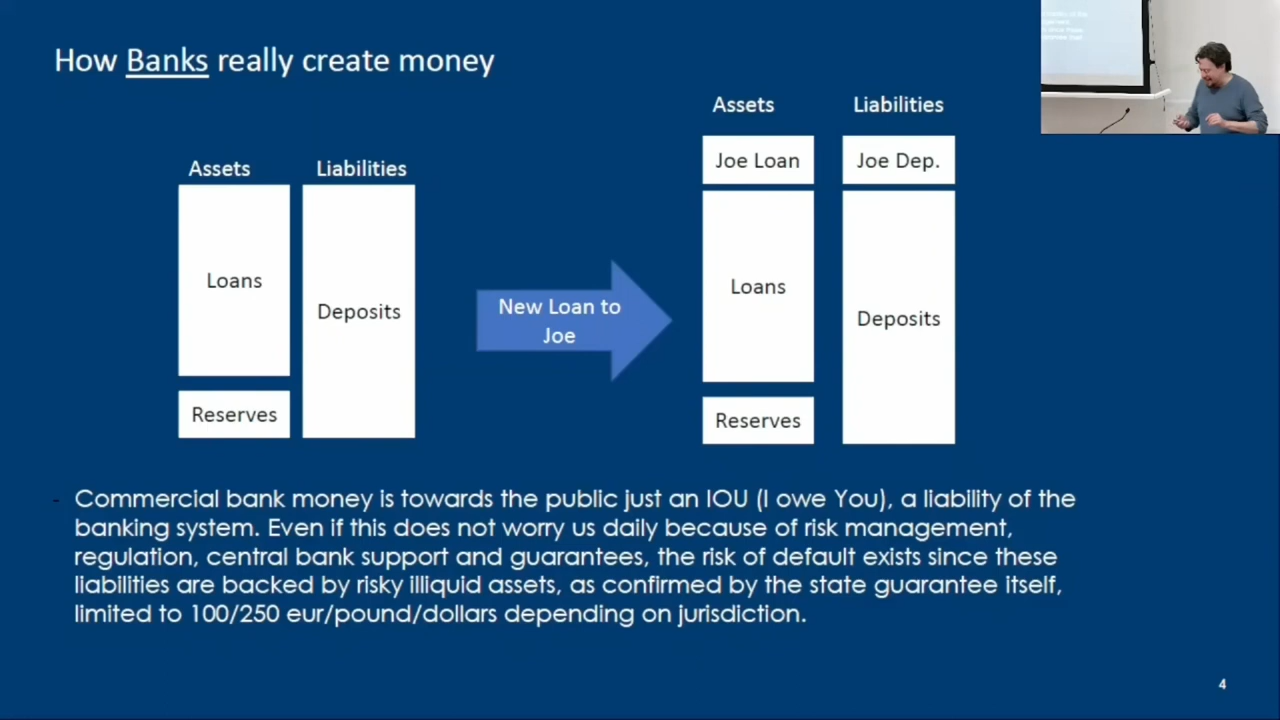 How Banks really create money
Assets
Liabilities
Loans
Deposits
Reserves
New Loan to
Joe
Assets
Liabilities
Joe Loan
Joe Dep.
Loans
Deposits
Reserves
- Commercial bank money is towards the public just an IOU (I owe You), a liability of the
banking system. Even if this does not worry us daily because of risk management,
regulation, central bank support and guarantees, the risk of default exists since these
liabilities are backed by risky illiquid assets, as confirmed by the state guarantee itself,
limited to 100/250 eur/pound/dollars depending on jurisdiction.
4